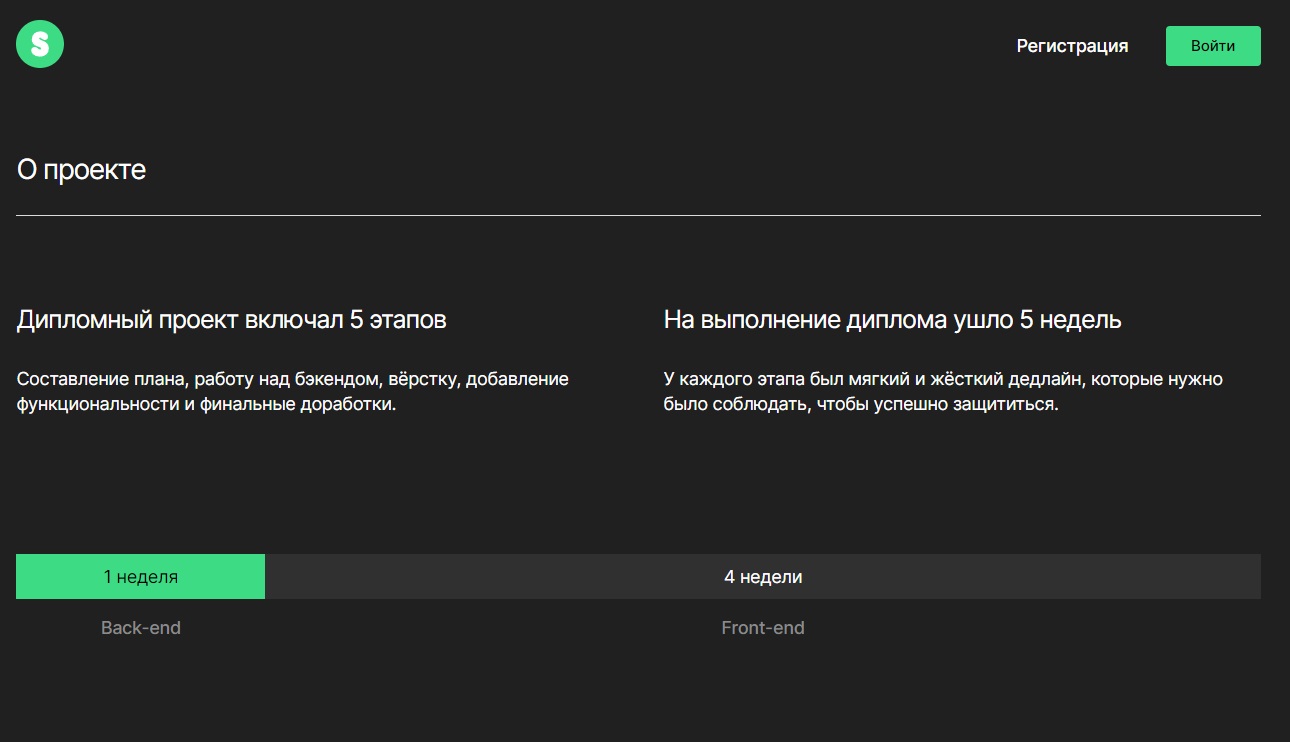 S
Регистрация
Войти
О проекте
Дипломный проект включал 5 этапов
Составление плана, работу над бэкендом, вёрстку, добавление
функциональности и финальные доработки.
На выполнение диплома ушло 5 недель
У каждого этапа был мягкий и жёсткий дедлайн, которые нужно
было соблюдать, чтобы успешно защититься.
1 неделя
4 недели
Back-end
Front-end